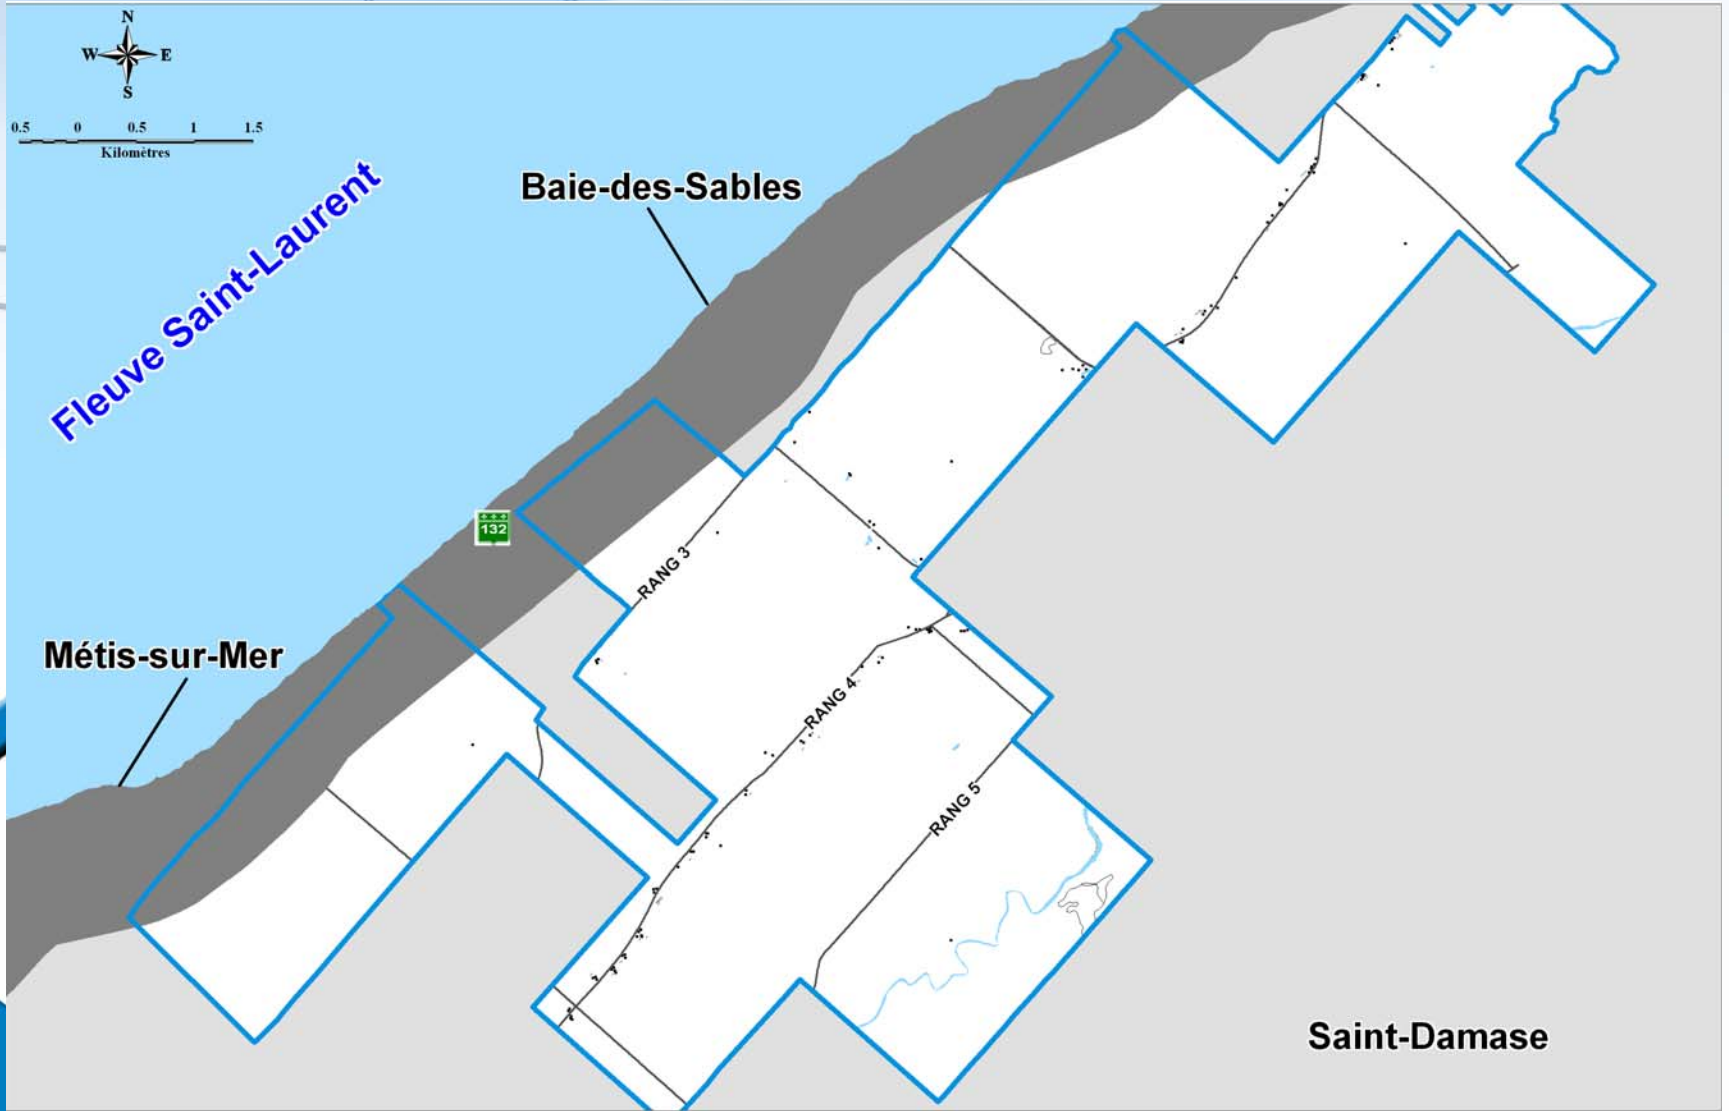 N
W E
S
0.5 0 0.5 1 1.5
Kilomètres
Fleuve Saint-Laurent
Baie-des-Sables
132
RANG 3
Métis-sur-Mer
RANG 4
RANG 5
Saint-Damase